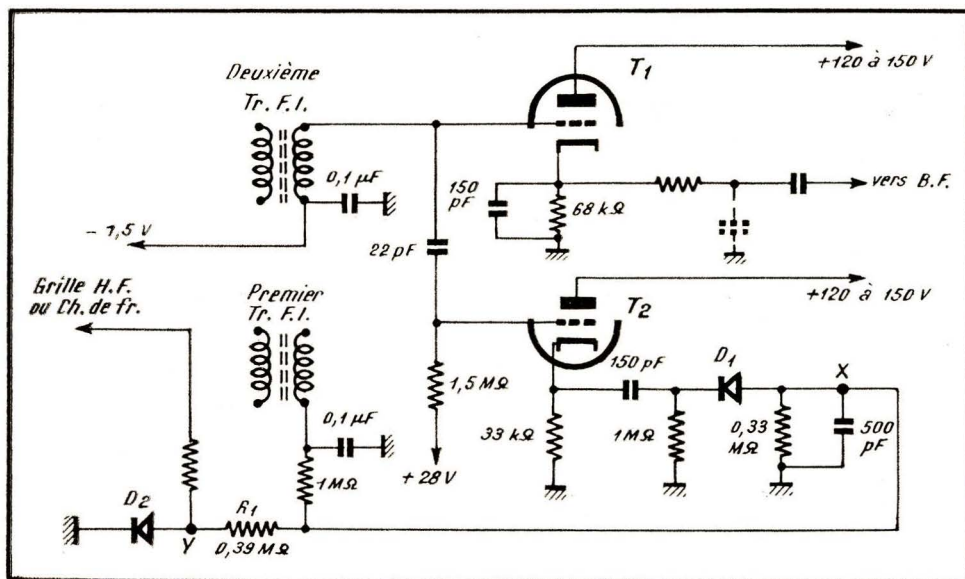 Deuxième
Tr. F.I.
T1
+120 à 150 V
0,1 µF
150
pF
68 kΩ
vers B.F.
- 1,5 V
22 pF
Grille H.F.
ou Ch. de fr.
Premier
Tr. F.I.
T2
+120 à 150 V
150 pF
D1
X
1,5 MΩ
0,1 µF
33 kΩ
1MΩ
0,33
MΩ
500
pF
1MΩ
+ 28 V
D2
Y
R1
0,39 MΩ